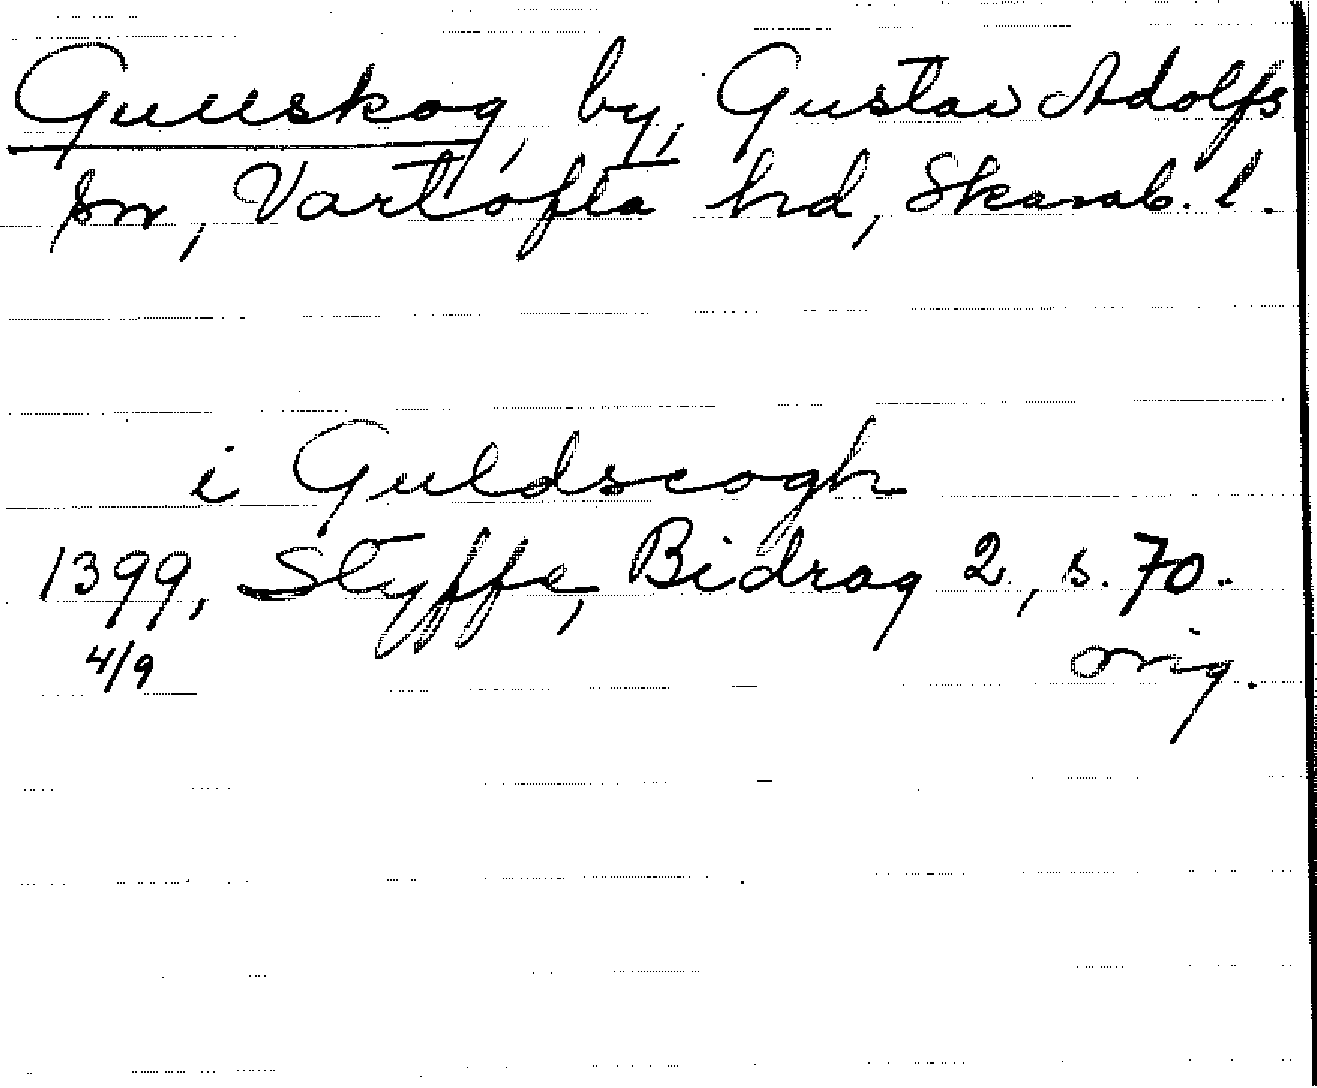 Gullskog, by, Gustav Adolfs
sn, Vartofta hd, Skarab. l.
i Guldscogh
1399, Styffe, Bidrag 2, s. 70.
4/9 orig.